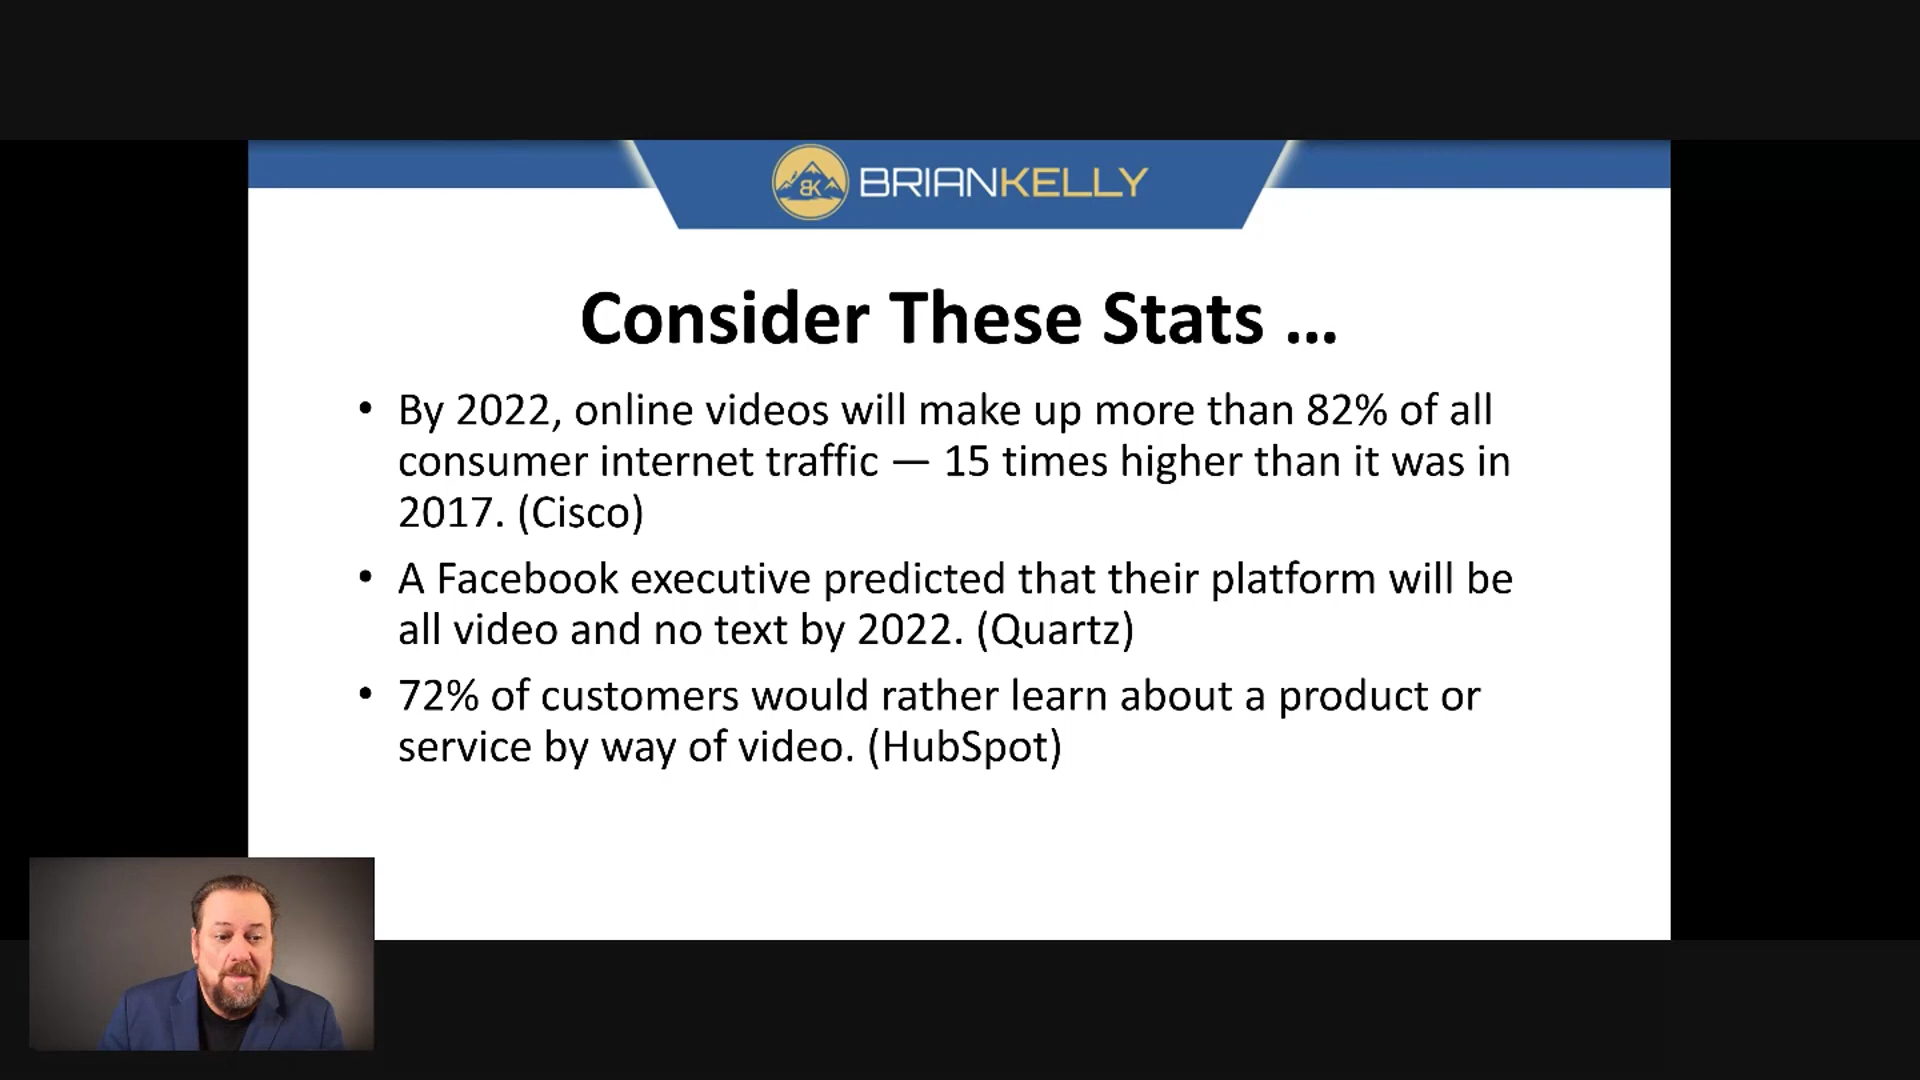 BK BRIANKELLY
Consider These Stats ...
• By 2022, online videos will make up more than 82% of all
consumer internet traffic — 15 times higher than it was in
2017. (Cisco)
• A Facebook executive predicted that their platform will be
all video and no text by 2022. (Quartz)
• 72% of customers would rather learn about a product or
service by way of video. (HubSpot)